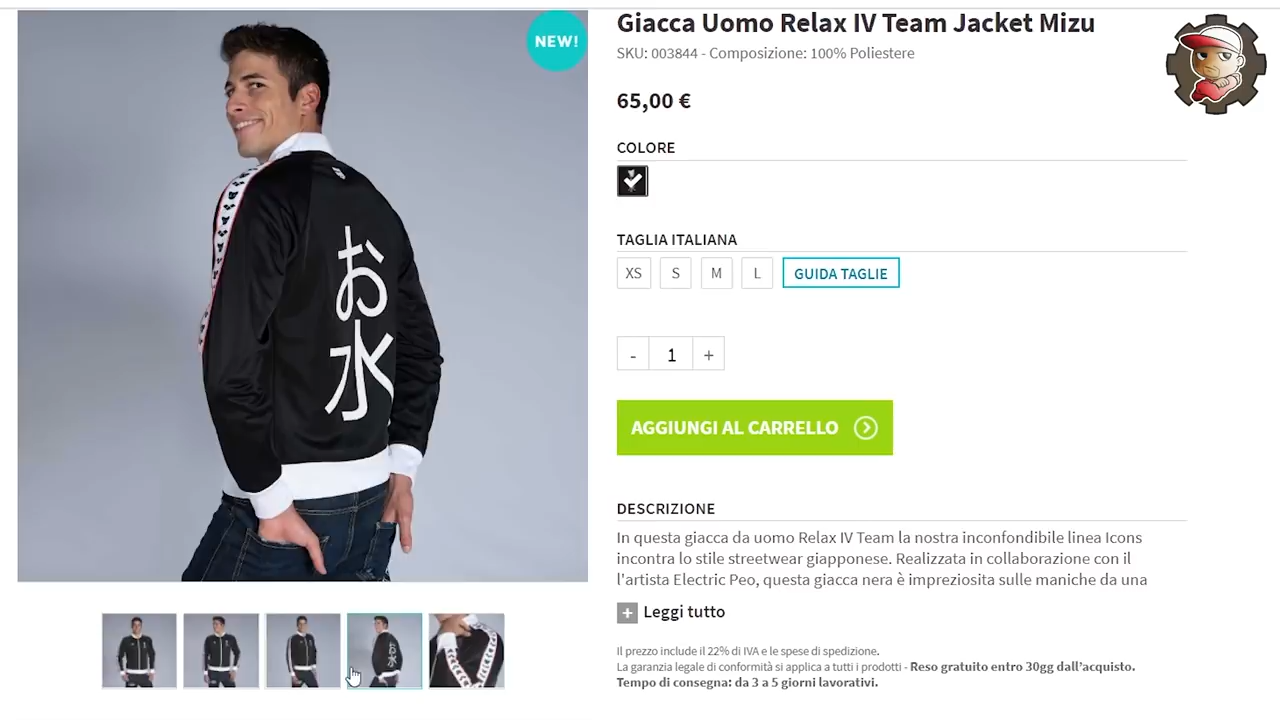 Giacca Uomo Relax IV Team Jacket Mizu
SKU: 003844 - Composizione: 100% Poliestere
65,00 €
COLORE
TAGLIA ITALIANA
XS S M L GUIDA TAGLIE
- 1 +
AGGIUNGI AL CARRELLO
DESCRIZIONE
In questa giacca da uomo Relax IV Team la nostra inconfondibile linea Icons
incontra lo stile streetwear giapponese. Realizzata in collaborazione con il
l'artista Electric Peo, questa giacca nera è impreziosita sulle maniche da una
+ Leggi tutto
Il prezzo include il 22% di IVA e le spese di spedizione.
La garanzia legale di conformità si applica a tutti i prodotti - Reso gratuito entro 30gg dall'acquisto.
Tempo di consegna: da 3 a 5 giorni lavorativi.
NEW!
お
水